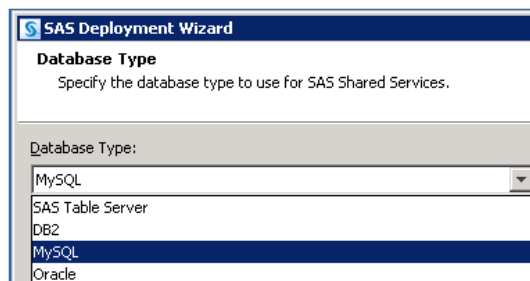 SAS Deployment Wizard
Database Type
Specify the database type to use for SAS Shared Services.
Database Type:
MySQL
SAS Table Server
DB2
MySQL
Oracle